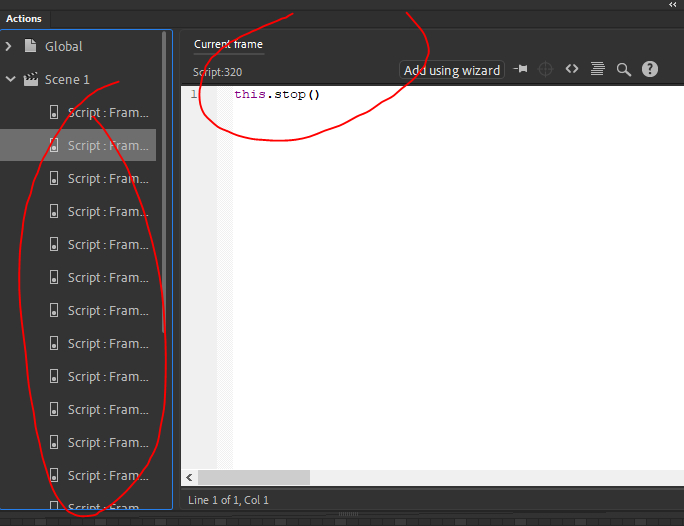 Actions
Global
Scene 1
Script : Fram...
Script : Fram...
Script : Fram...
Script : Fram...
Script : Fram...
Script : Fram...
Script : Fram...
Script : Fram...
Script : Fram...
Script : Fram...
Script : Fram...
Script : Fram...
Script : Fram...
Current frame
Script:320
Add using wizard
1 this.stop()
Line 1 of 1, Col 1